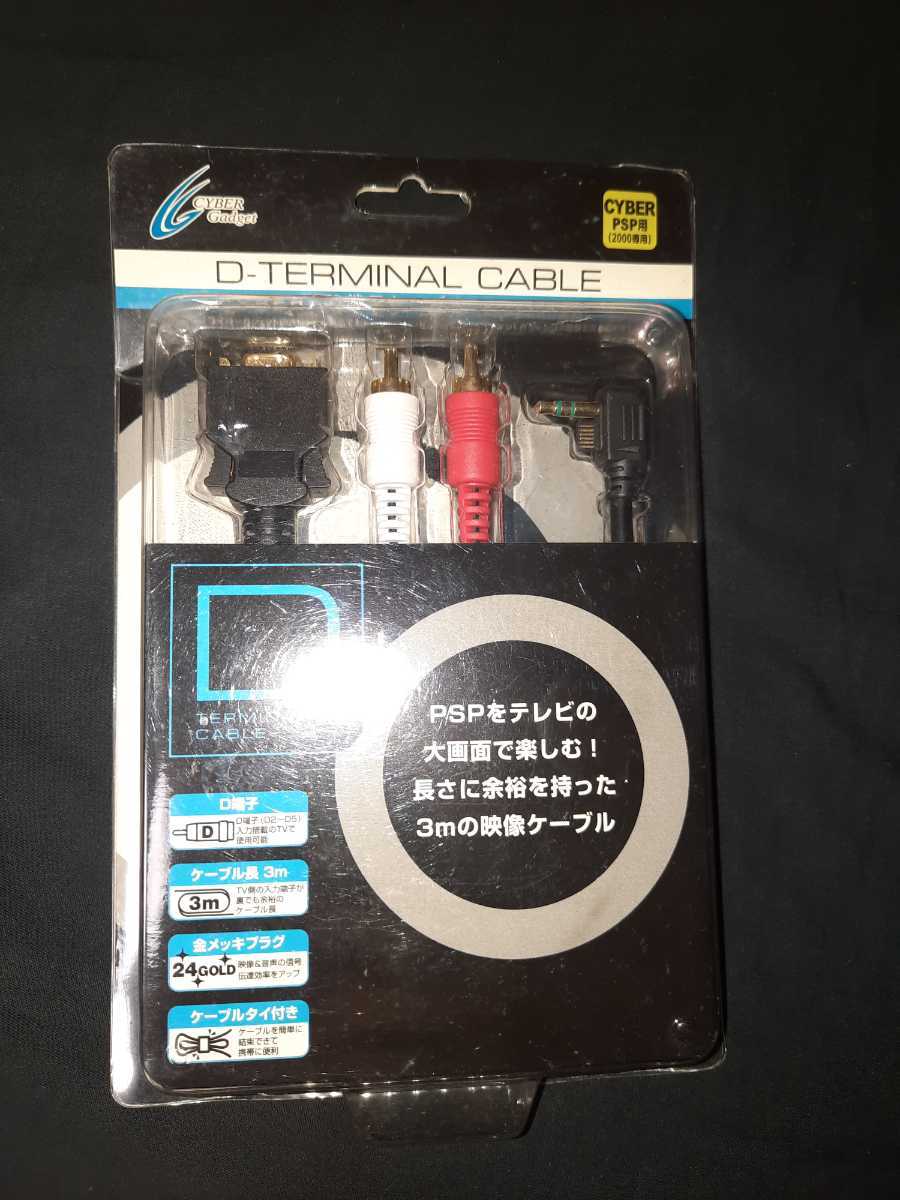 CYBER
Gadget
CYBER
PSP用
(2000専用)
D-TERMINAL CABLE
CABLE
PSPをテレビの
大画面で楽しむ!
長さに余裕を持った
3mの映像ケーブル
D端子
D
D端子(D2〜D5)
入力搭載のTVで
使用可能
ケーブル長 3m
3m
TV側の入力端子が
裏でも余裕の
ケーブル長
金メッキプラグ
24GOLD
映像&音声の信号
伝達効率をアップ
ケーブルタイ付き
ケーブルを簡単に
結束できて
携帯に便利